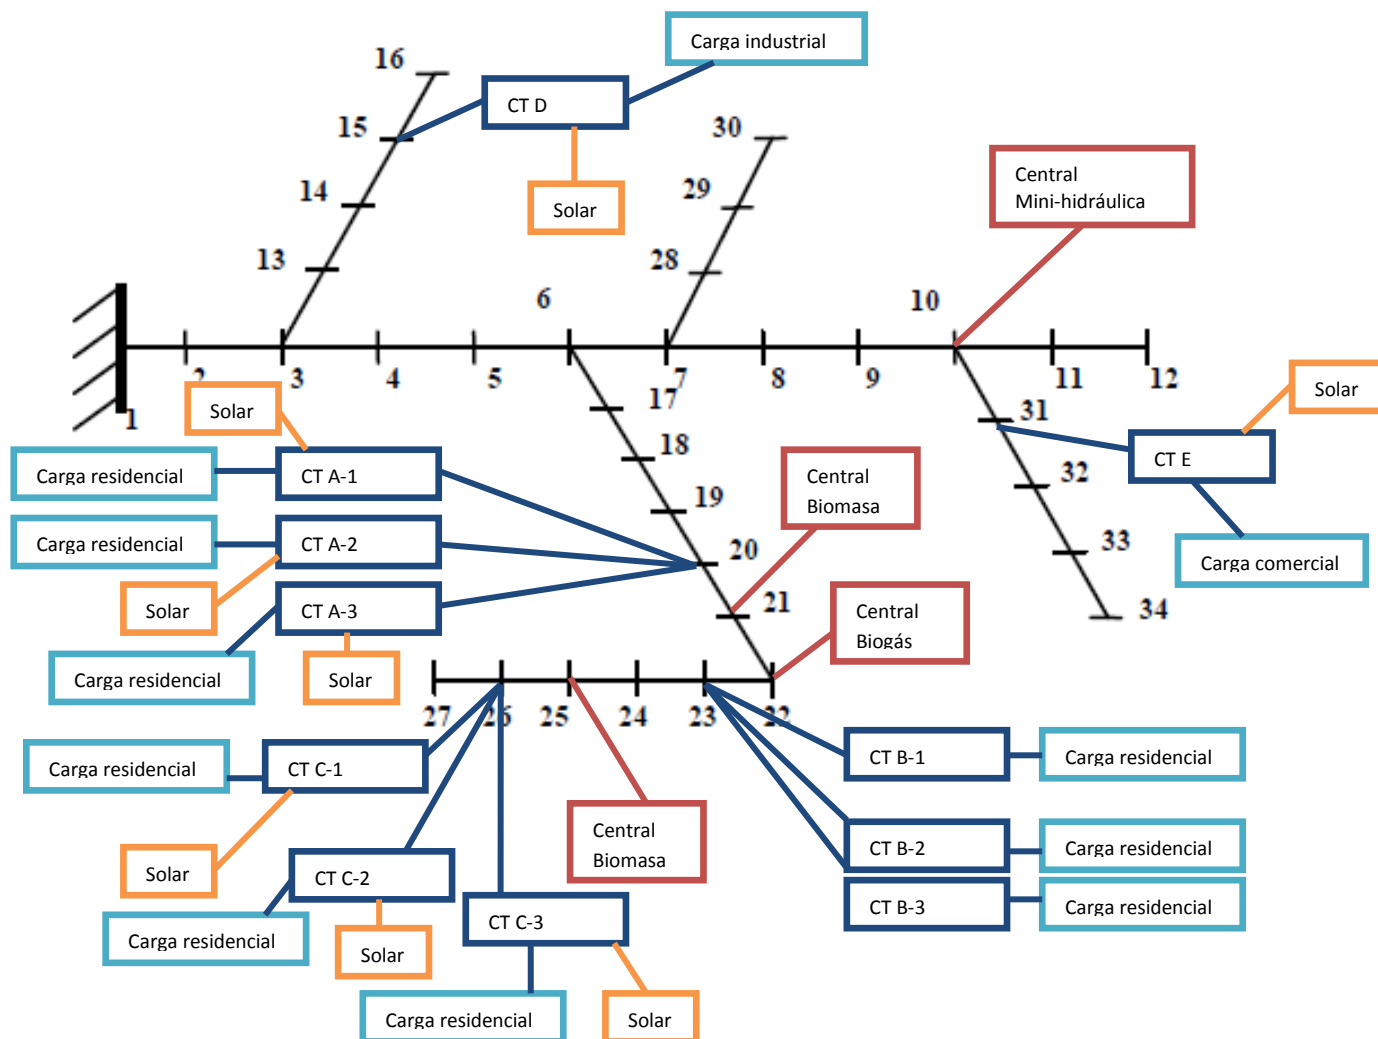 Carga industrial
16
CT D
15
30
Central
Mini-hidráulica
14
29
Solar
13
28
6
10
2
3
4
5
7
8
9
11
12
1
Solar
17
31
Solar
18
Carga residencial
CT A-1
CT E
32
Central
Biomasa
19
Carga residencial
CT A-2
20
33
Carga comercial
Solar
CT A-3
21
Central
Biogás
34
Carga residencial
Solar
27
26
25
24
23
22
Carga residencial
CT C-1
CT B-1
Carga residencial
Central
Biomasa
CT B-2
Carga residencial
Solar
CT C-2
CT B-3
Carga residencial
Carga residencial
Solar
CT C-3
Carga residencial
Solar